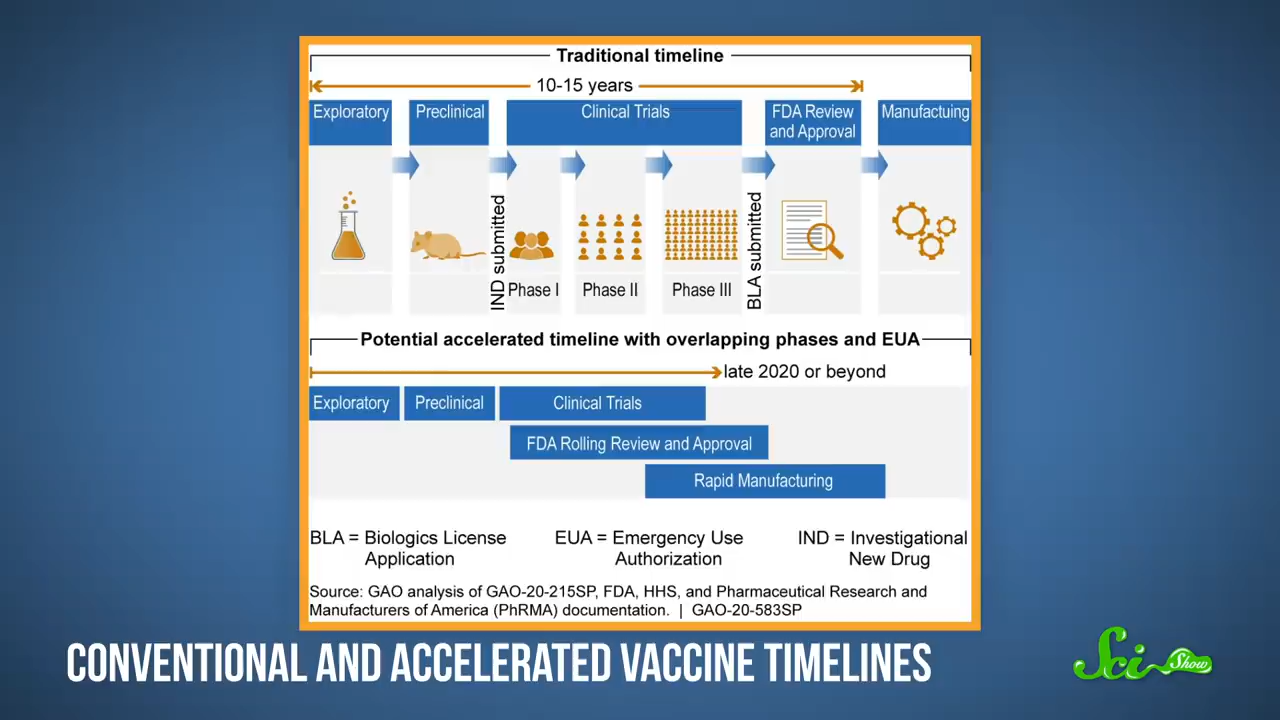 Traditional timeline
10-15 years
Exploratory
Preclinical
Clinical Trials
FDA Review
and Approval
Manufactuing
IND submitted
BLA submitted
Phase I
Phase II
Phase III
Potential accelerated timeline with overlapping phases and EUA
late 2020 or beyond
Exploratory
Preclinical
Clinical Trials
FDA Rolling Review and Approval
Rapid Manufacturing
BLA = Biologics License
Application
EUA = Emergency Use
Authorization
IND = Investigational
New Drug
Source: GAO analysis of GAO-20-215SP, FDA, HHS, and Pharmaceutical Research and
Manufacturers of America (PhRMA) documentation. | GAO-20-583SP
CONVENTIONAL AND ACCELERATED VACCINE TIMELINES
Sci Show